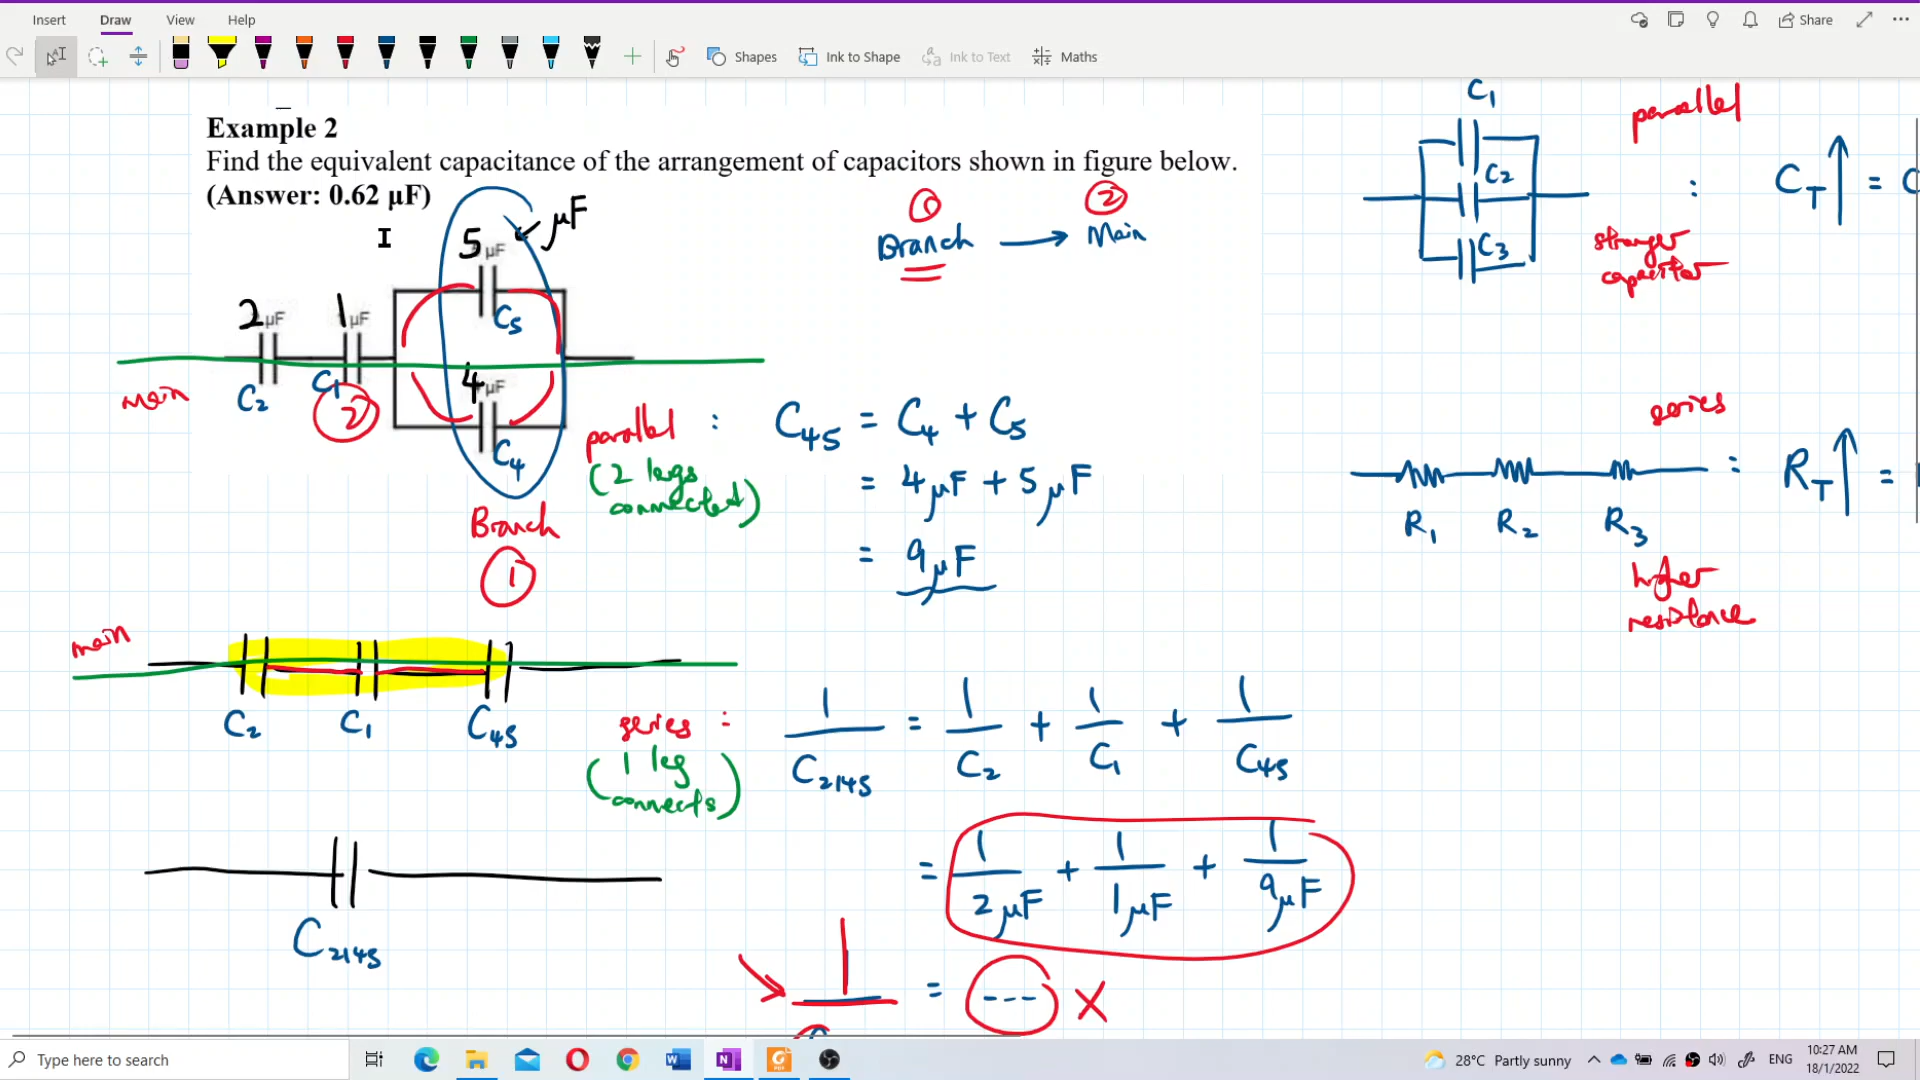 Insert Draw View Help
Share
Shapes
Ink to Shape
Ink to Text
Maths
Example 2
Find the equivalent capacitance of the arrangement of capacitors shown in figure below.
(Answer: 0.62 μF)
I
5 μF
μF
2 μF
1 μF
C5
4 μF
C2
C1
2
C4
main
Branch
1
1
Branch → Main
2
parallel :
(2 legs
connected)
C45 = C4 + C5
= 4μF + 5μF
= 9μF
main
C2
C1
C45
series :
(1 leg
connects)
1/C2145 = 1/C2 + 1/C1 + 1/C45
= 1/2μF + 1/1μF + 1/9μF
1
= --- X
C2145
C1
C2
C3
parallel
:
CT ↑ = C
stronger
capacitor
series
R1 R2 R3
: RT ↑ =
higher
resistance
Type here to search
28°C Partly sunny
ENG
10:27 AM
18/1/2022